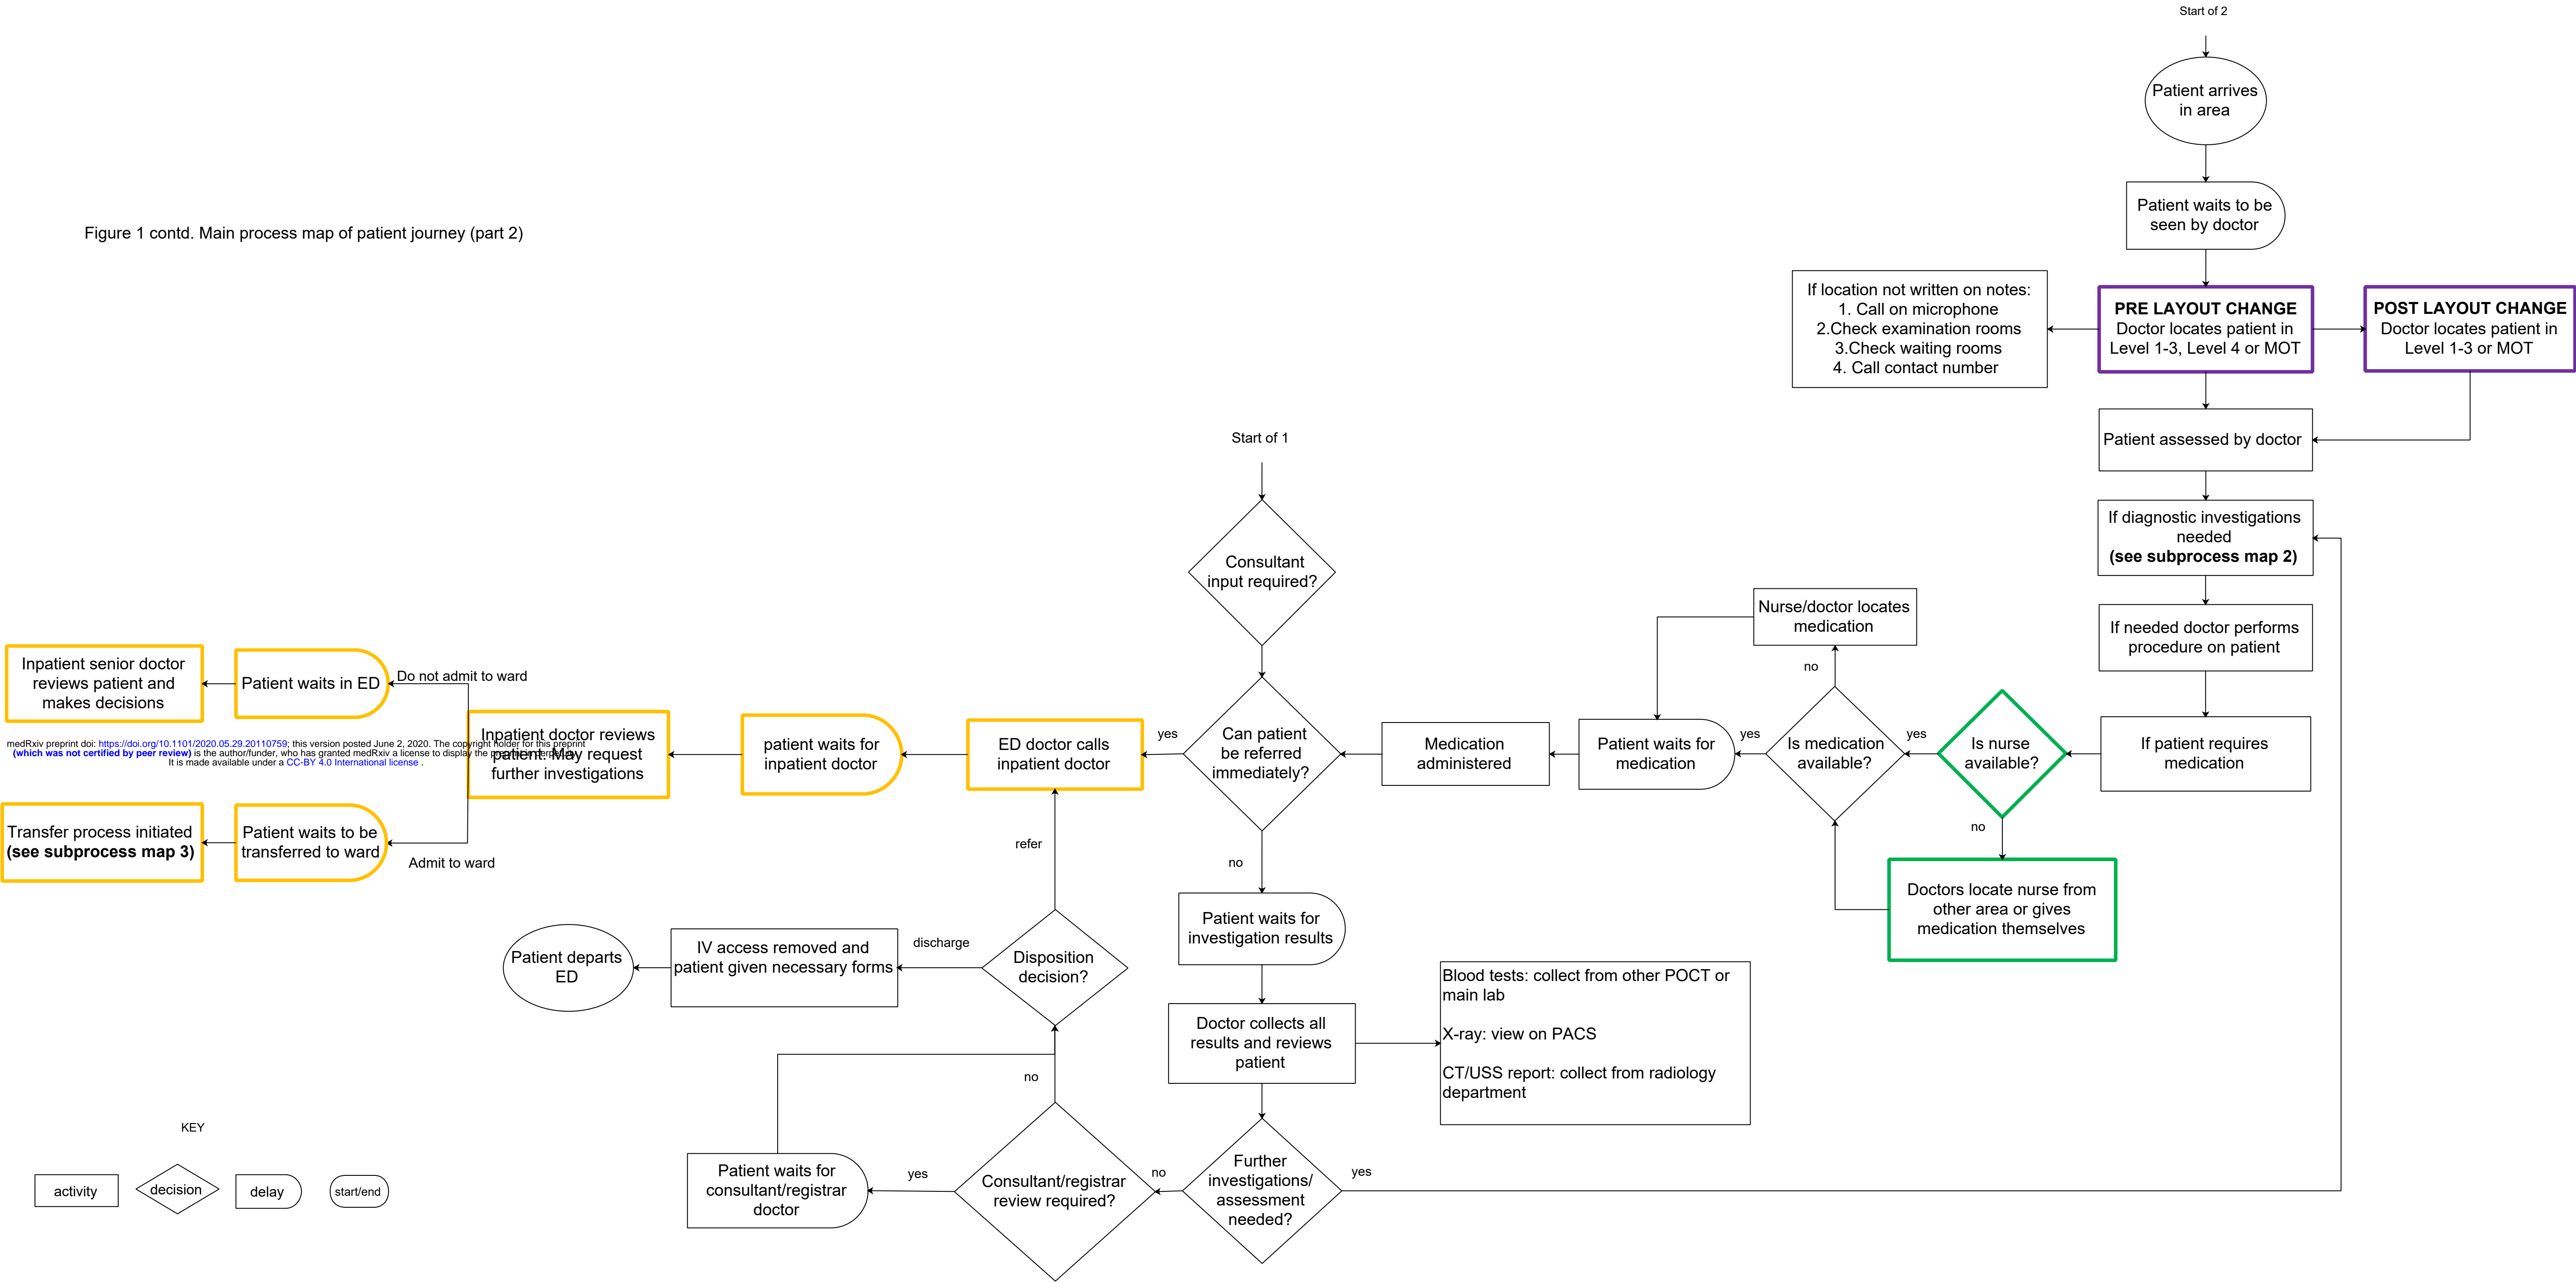 Start of 2
Patient arrives
in area
Patient waits to be
seen by doctor
Figure 1 contd. Main process map of patient journey (part 2)
If location not written on notes:
1. Call on microphone
2.Check examination rooms
3.Check waiting rooms
4. Call contact number
PRE LAYOUT CHANGE
Doctor locates patient in
Level 1-3, Level 4 or MOT
POST LAYOUT CHANGE
Doctor locates patient in
Level 1-3 or MOT
Patient assessed by doctor
Start of 1
If diagnostic investigations
needed
(see subprocess map 2)
Consultant
input required?
Nurse/doctor locates
medication
If needed doctor performs
procedure on patient
no
Inpatient senior doctor
reviews patient and
makes decisions
Patient waits in ED
Do not admit to ward
Inpatient doctor reviews
patient. May request
further investigations
patient waits for
inpatient doctor
ED doctor calls
inpatient doctor
yes
Can patient
be referred
immediately?
Medication
administered
Patient waits for
medication
yes
Is medication
available?
yes
Is nurse
available?
If patient requires
medication
medRxiv preprint doi: https://doi.org/10.1101/2020.05.29.20110759; this version posted June 2, 2020. The copyright holder for this preprint
(which was not certified by peer review) is the author/funder, who has granted medRxiv a license to display the preprint in perpetuity.
It is made available under a CC-BY 4.0 International license .
Transfer process initiated
(see subprocess map 3)
Patient waits to be
transferred to ward
Admit to ward
refer
no
no
Doctors locate nurse from
other area or gives
medication themselves
Patient waits for
investigation results
Patient departs
ED
IV access removed and
patient given necessary forms
discharge
Disposition
decision?
Doctor collects all
results and reviews
patient
Blood tests: collect from other POCT or
main lab
X-ray: view on PACS
CT/USS report: collect from radiology
department
no
Patient waits for
consultant/registrar
doctor
yes
Consultant/registrar
review required?
no
Further
investigations/
assessment
needed?
yes
KEY
activity
decision
delay
start/end